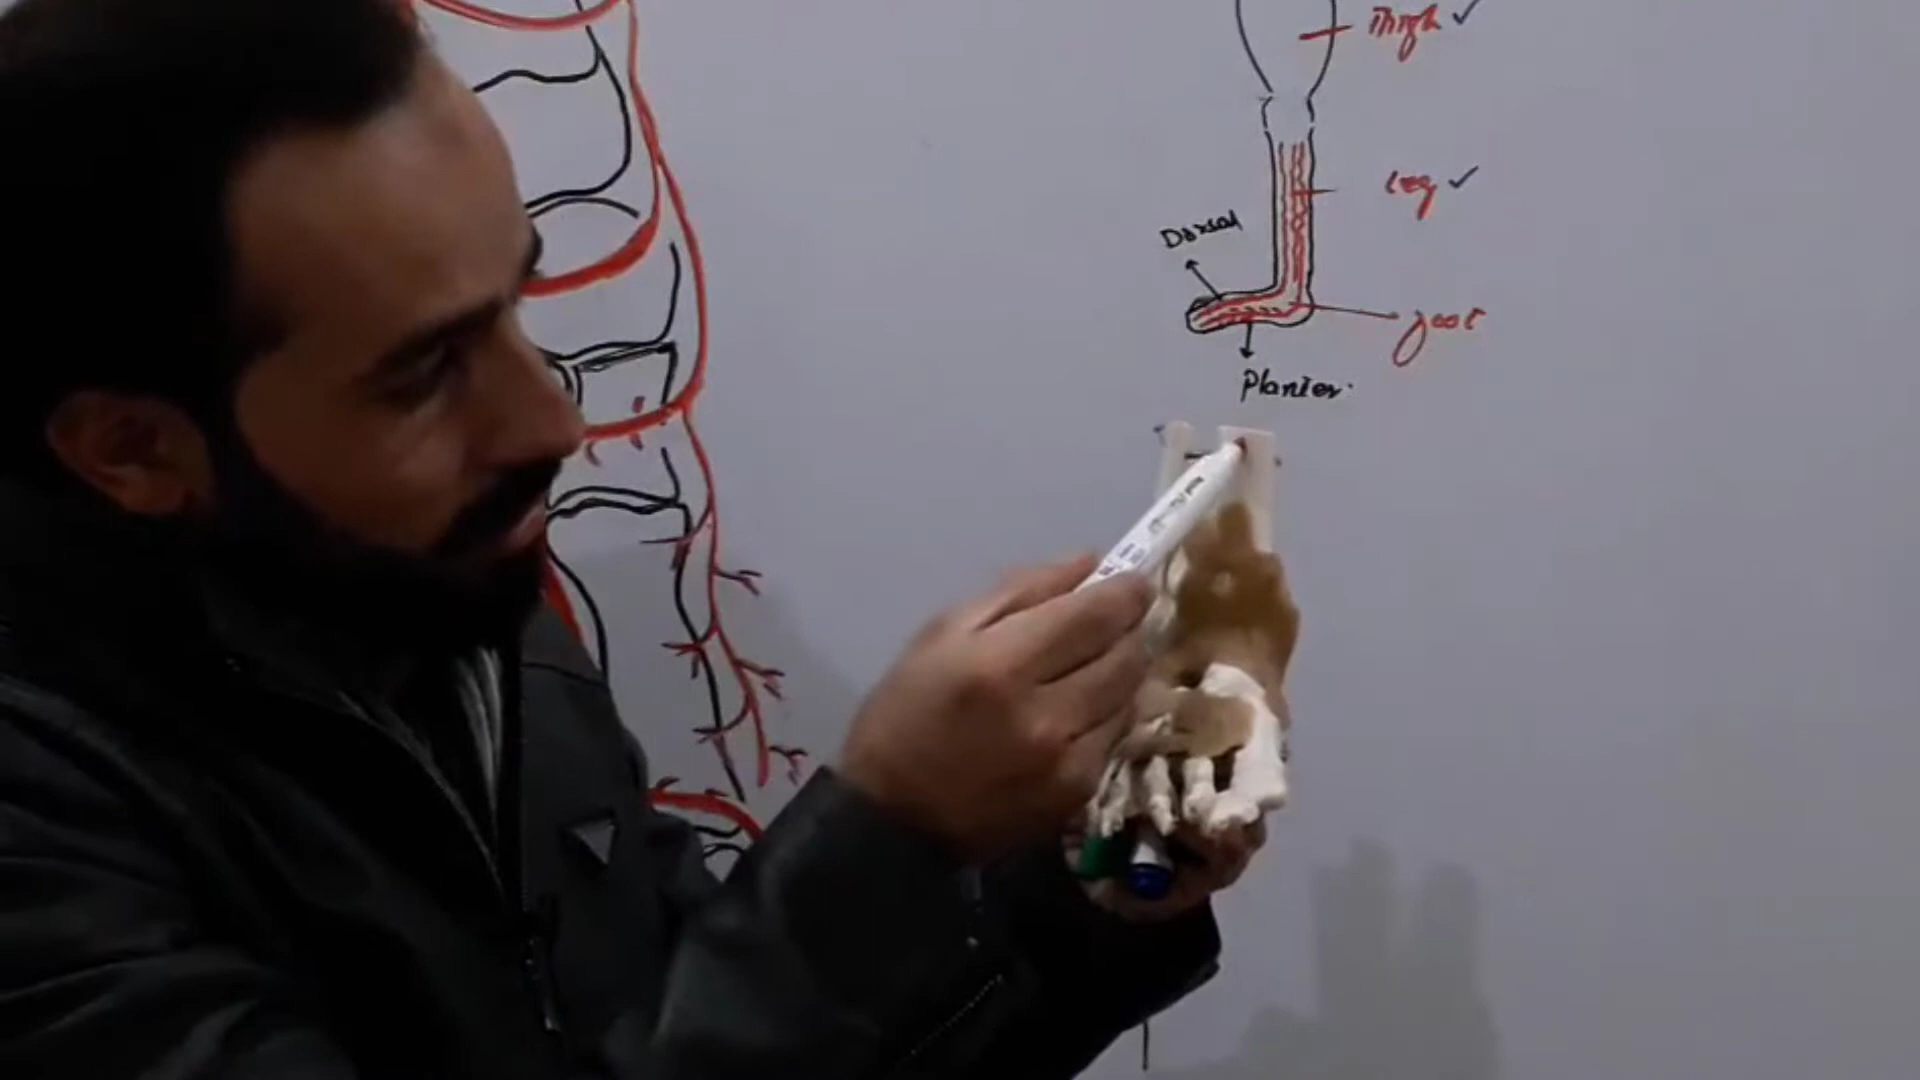 Thigh ✓
Leg ✓
Dorsal
foot
Planter.